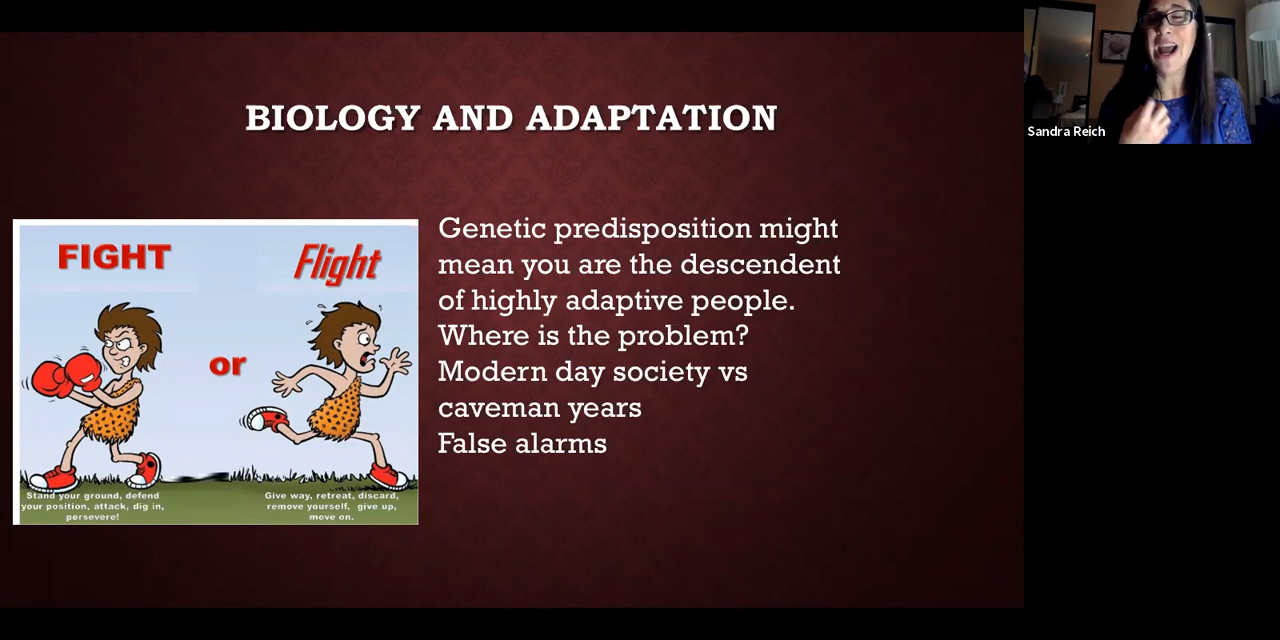 BIOLOGY AND ADAPTATION
FIGHT
Flight
or
Stand your ground, defend
your position, attack, dig in,
persevere!
Give way, retreat, discard,
remove yourself, give up,
move on.
Genetic predisposition might
mean you are the descendent
of highly adaptive people.
Where is the problem?
Modern day society vs
caveman years
False alarms
Sandra Reich